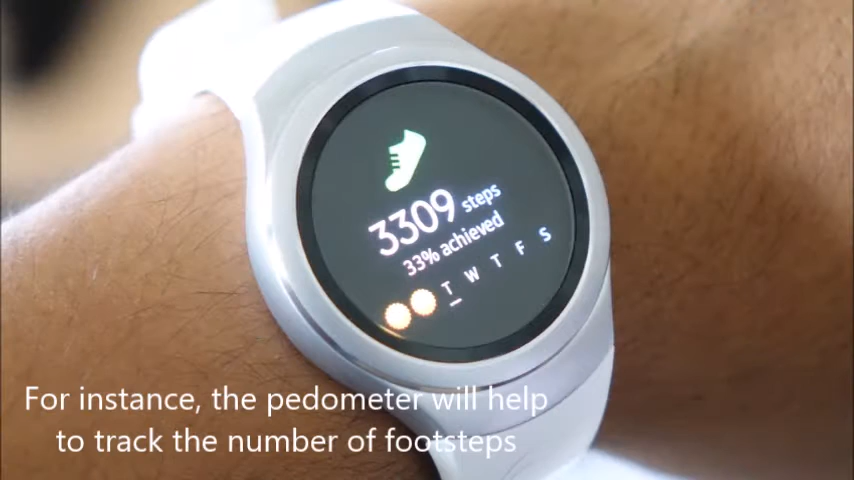 3309 steps
33% achieved
T W T F S
For instance, the pedometer will help
to track the number of footsteps